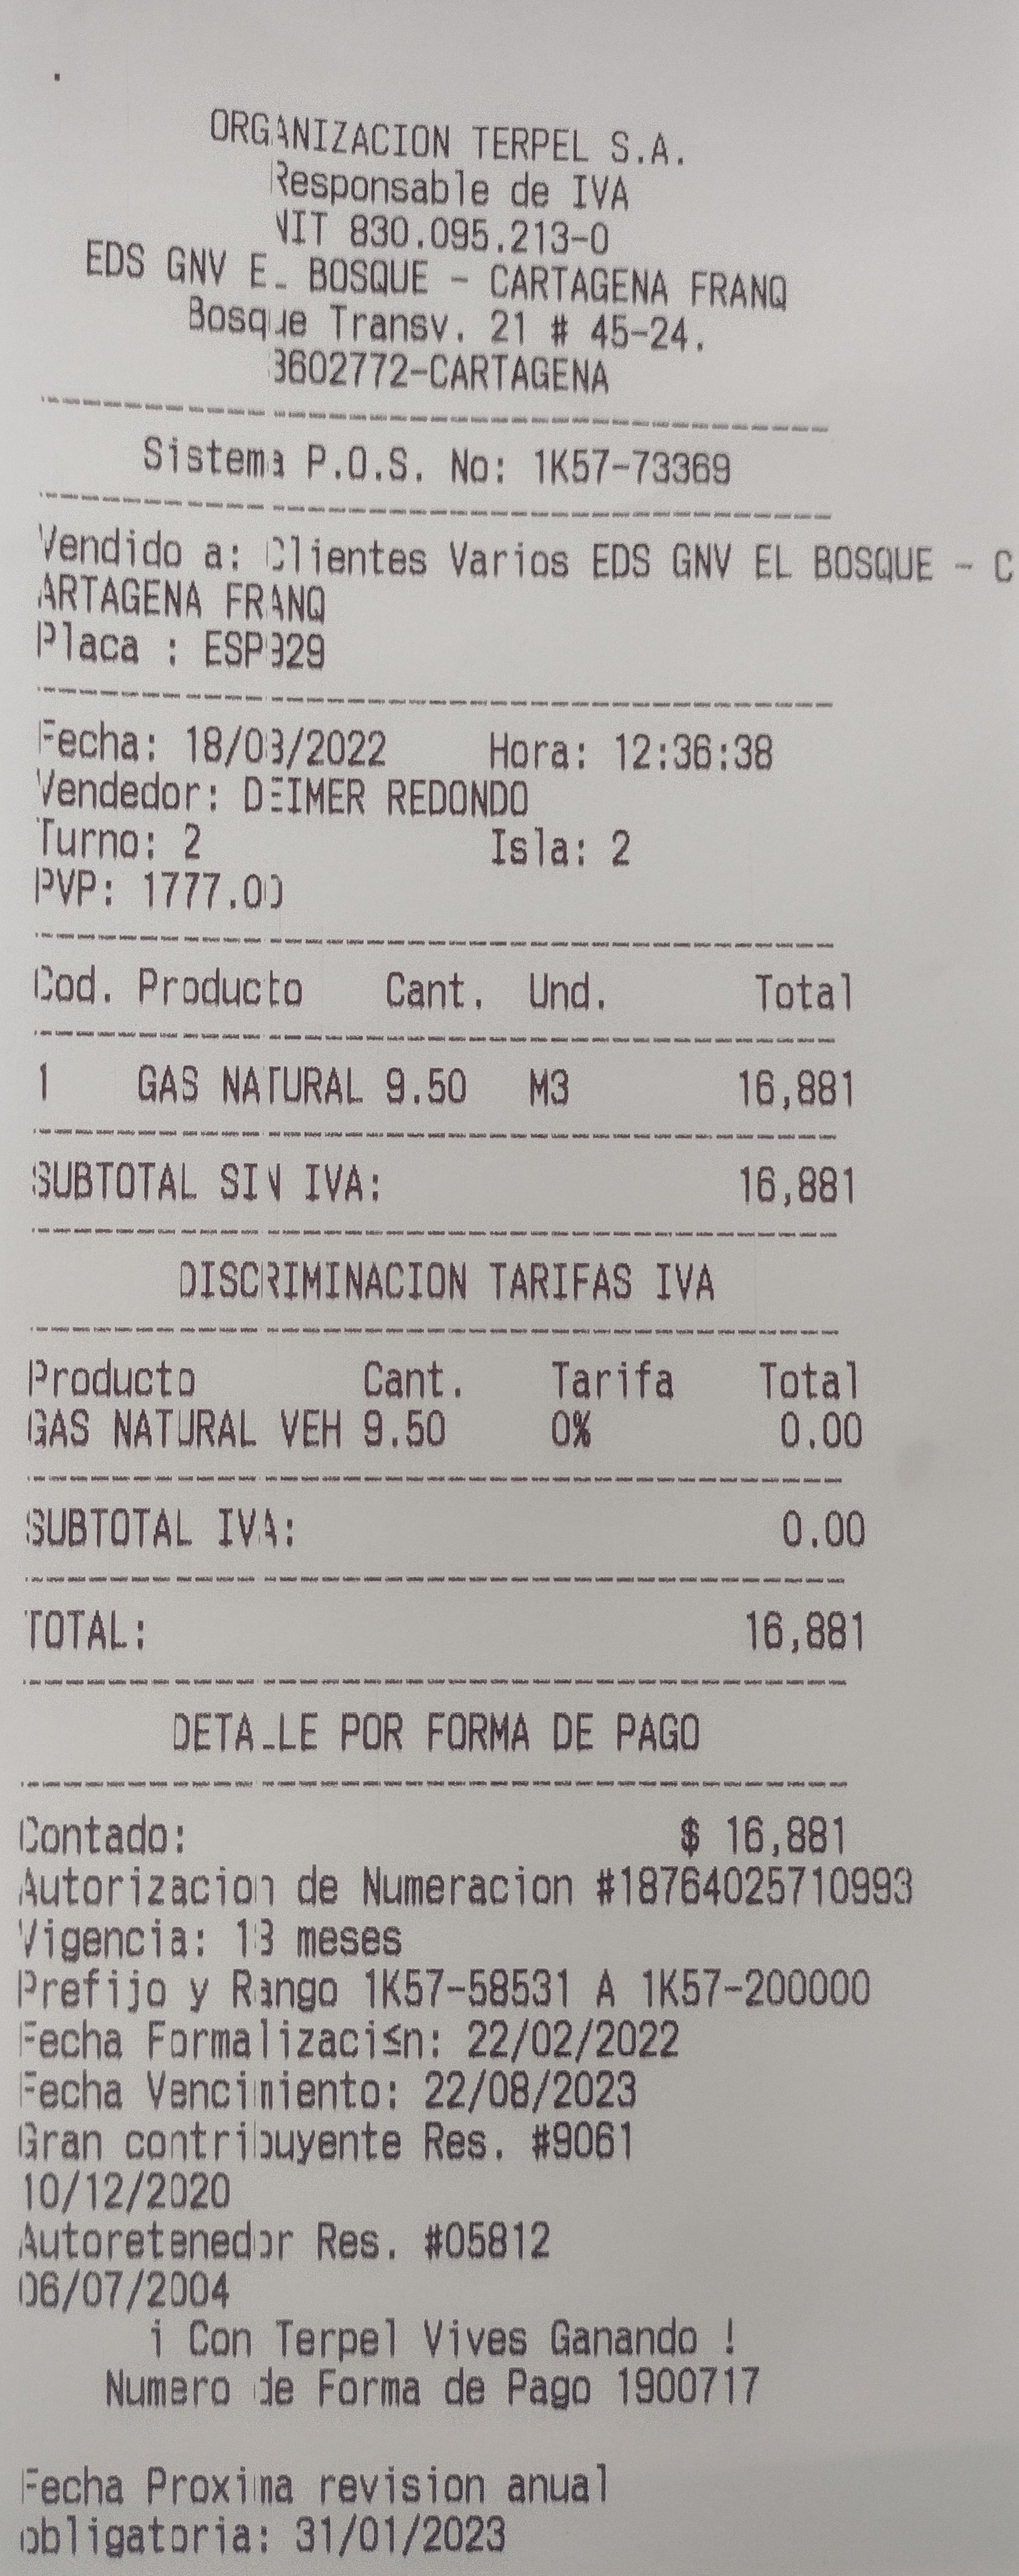 ORGANIZACION TERPEL S.A.
Responsable de IVA
NIT 830.095.213-0
EDS GNV EL BOSQUE - CARTAGENA FRANQ
Bosque Transv. 21 # 45-24.
-CARTAGENA
Sistema P.O.S. No: 1K57-73369
Vendido a: Clientes Varios EDS GNV EL BOSQUE - C
ARTAGENA FRANQ
Placa :
Fecha: Hora: 12:36:38
Vendedor: DEIMER REDONDO
Turno: 2 Isla: 2
PVP: 1777.00
Cod. Producto Cant. Und. Total
1 GAS NATURAL 9.50 M3 16,881
SUBTOTAL SIN IVA: 16,881
DISCRIMINACION TARIFAS IVA
Producto Cant. Tarifa Total
GAS NATURAL VEH 9.50 0% 0.00
SUBTOTAL IVA: 0.00
TOTAL: 16,881
DETALLE POR FORMA DE PAGO
Contado: $ 16,881
Autorizacion de Numeracion #18764025710993
Vigencia: 18 meses
Prefijo y Rango 1K57-58531 A 1K57-200000
Fecha Formalizaci≤n: 22/02/2022
Fecha Vencimiento: 22/08/2023
Gran contribuyente Res. #9061
10/12/2020
Autoretenedor Res. #05812
06/07/2004
¡ Con Terpel Vives Ganando !
Numero de Forma de Pago 1900717
Fecha Proxima revision anual
obligatoria: 31/01/2023